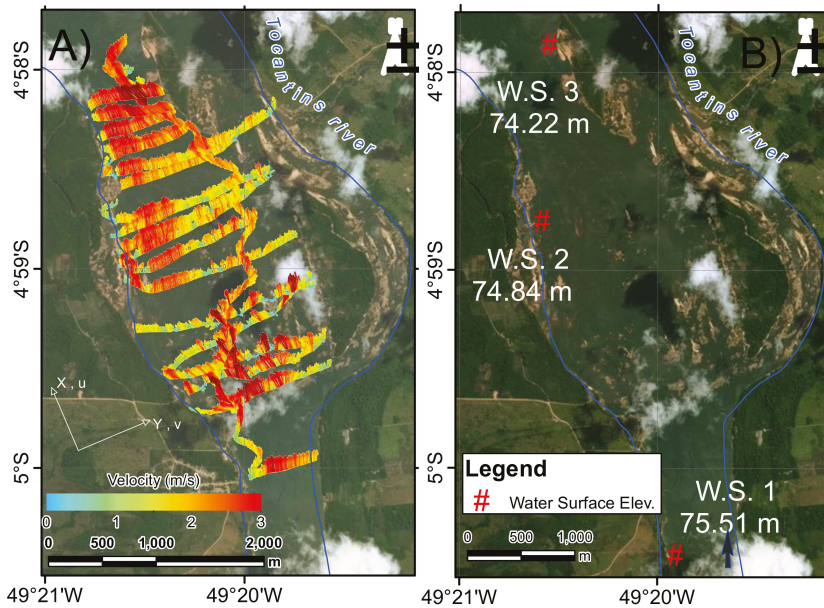 A)
Tocantins river
4°58'S
4°59'S
5°S
X , u
Y , v
Velocity (m/s)
0 1 2 3
0 500 1,000 2,000
m
49°21'W 49°20'W
B)
Tocantins river
4°58'S
4°59'S
5°S
#
W.S. 3
74.22 m
#
W.S. 2
74.84 m
Legend
# Water Surface Elev.
W.S. 1
75.51 m
0 500 1,000
m
#
49°21'W 49°20'W